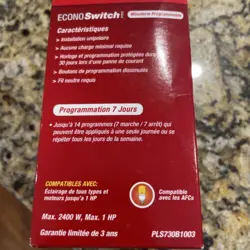 ECONOSwitch
Minuterie Programmable
Caractéristiques
> Installation unipolaire
> Aucune charge minimal requise
> Horloge et programmation protégées durant
30 jours lors d'une panne de courant
> Boutons de programmation dissimulés
> Fil neutre requis
Programmation 7 Jours
> Jusqu'à 14 programmes (7 marche / 7 arrêt) qui
peuvent être appliqués à une seule journée ou se
répéter tous les jours de la semaine.
COMPATIBLES AVEC:
Éclairage de tous types et
moteurs jusqu'à 1 HP
Compatible
avec les AFCs
Max. 2400 W, Max. 1 HP
Garantie limitée de 3 ans
PLS730B1003